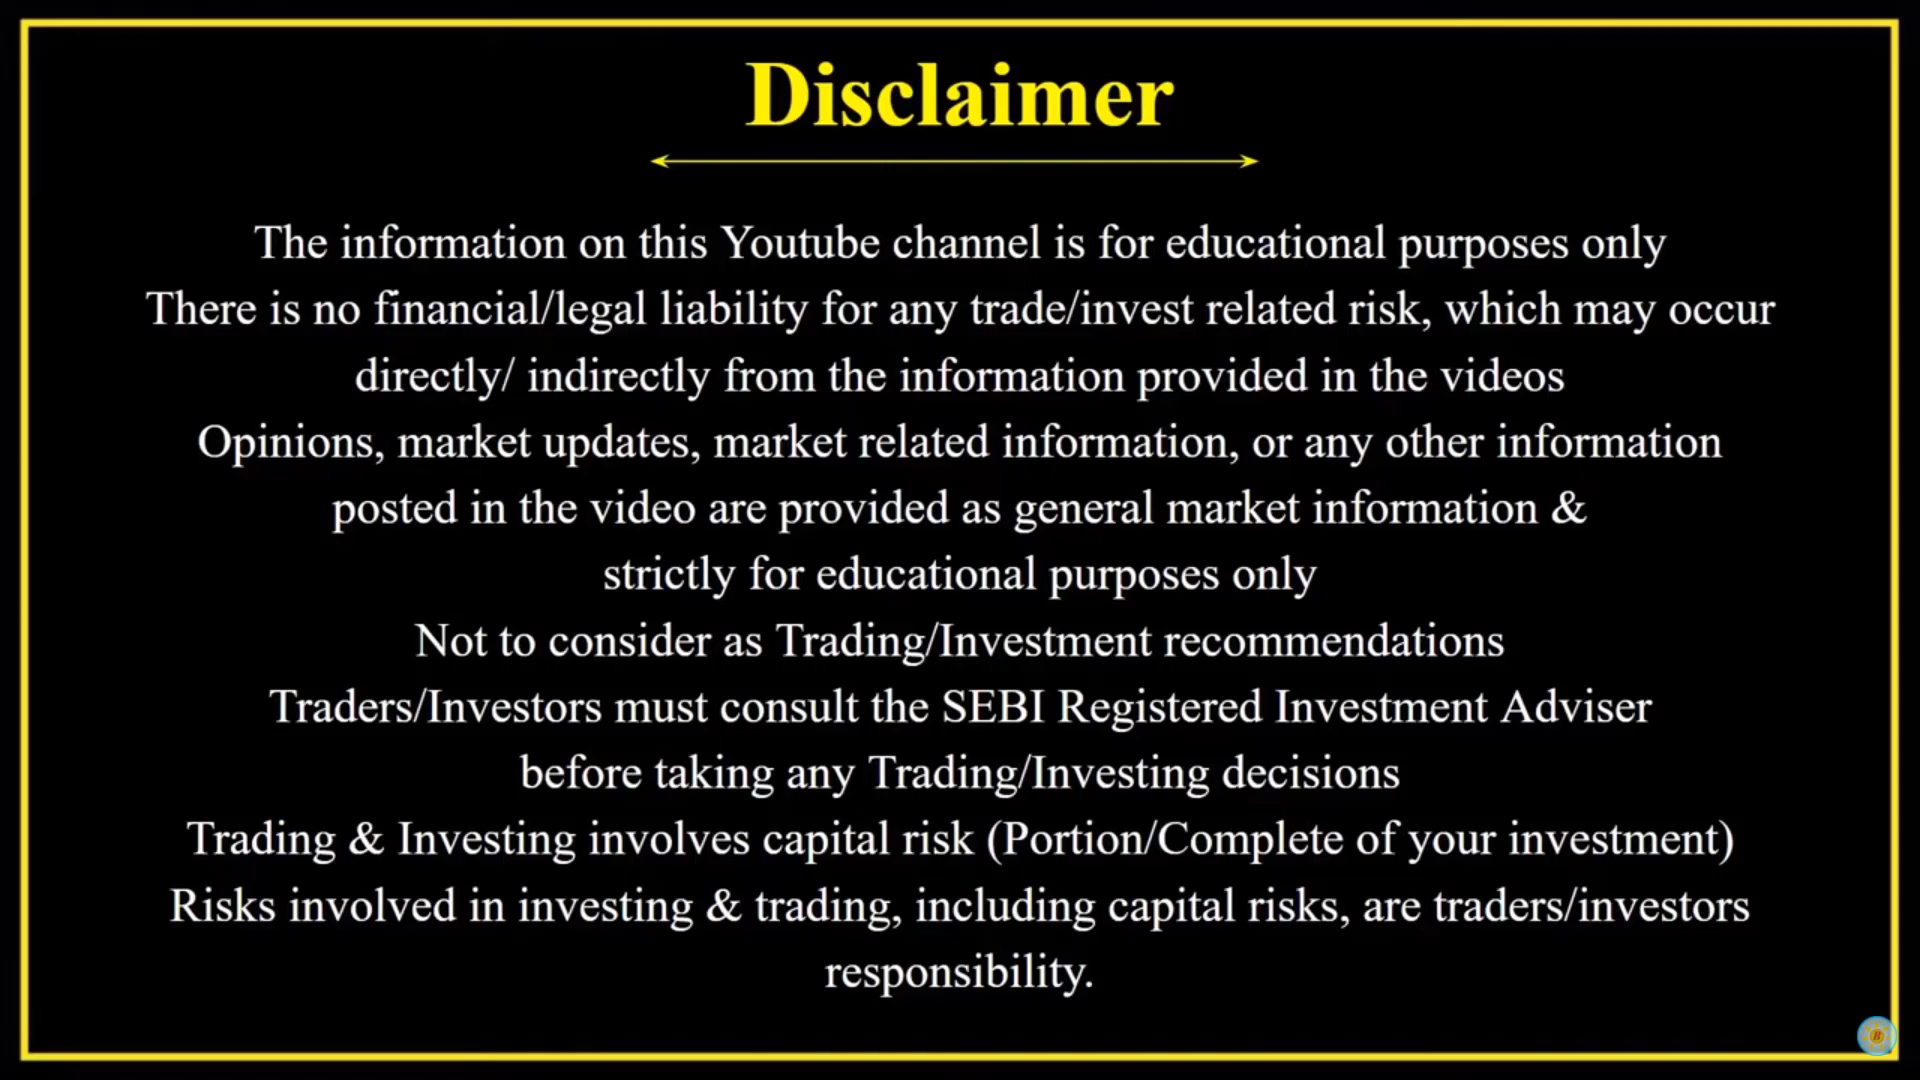 Disclaimer
The information on this Youtube channel is for educational purposes only
There is no financial/legal liability for any trade/invest related risk, which may occur
directly/ indirectly from the information provided in the videos
Opinions, market updates, market related information, or any other information
posted in the video are provided as general market information &
strictly for educational purposes only
Not to consider as Trading/Investment recommendations
Traders/Investors must consult the SEBI Registered Investment Adviser
before taking any Trading/Investing decisions
Trading & Investing involves capital risk (Portion/Complete of your investment)
Risks involved in investing & trading, including capital risks, are traders/investors
responsibility.